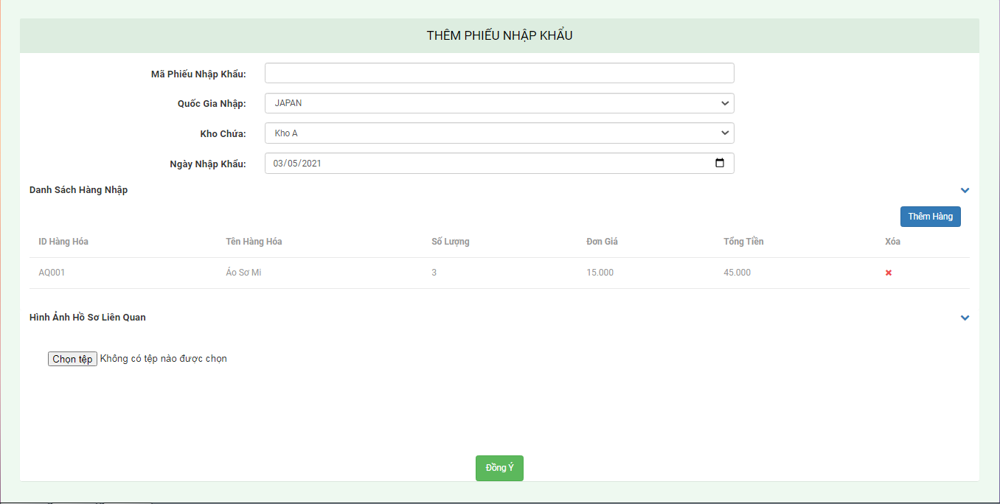 THÊM PHIẾU NHẬP KHẨU
Mã Phiếu Nhập Khẩu:
Quốc Gia Nhập: JAPAN
Kho Chứa: Kho A
Ngày Nhập Khẩu: 03/05/2021
Danh Sách Hàng Nhập
Thêm Hàng
ID Hàng Hóa Tên Hàng Hóa Số Lượng Đơn Giá Tổng Tiền Xóa
AQ001 Áo Sơ Mi 3 15.000 45.000
Hình Ảnh Hồ Sơ Liên Quan
Chọn tệp Không có tệp nào được chọn
Đồng Ý